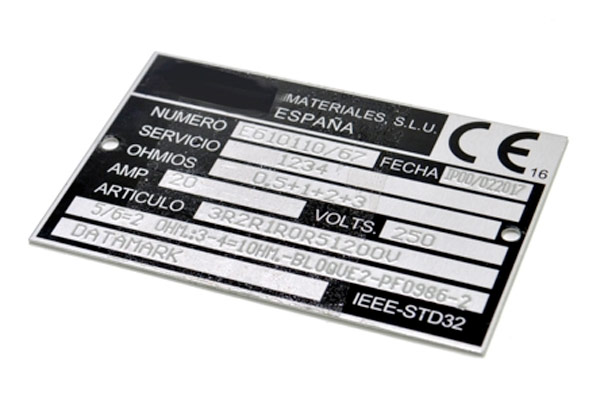 MATERIALES, S.L.U.
ESPAÑA
CE 16
NUMERO E610110/67
SERVICIO 1234 FECHA IP00/022017
OHMIOS 0.5+1+2+3
AMP. 20 VOLTS. 250
ARTICULO 3R2R1R0R51200V
5/6=2 OHM.:3-4=1OHM.-BLOQUE2-PF0986-2
DATAMARK
IEEE-STD32